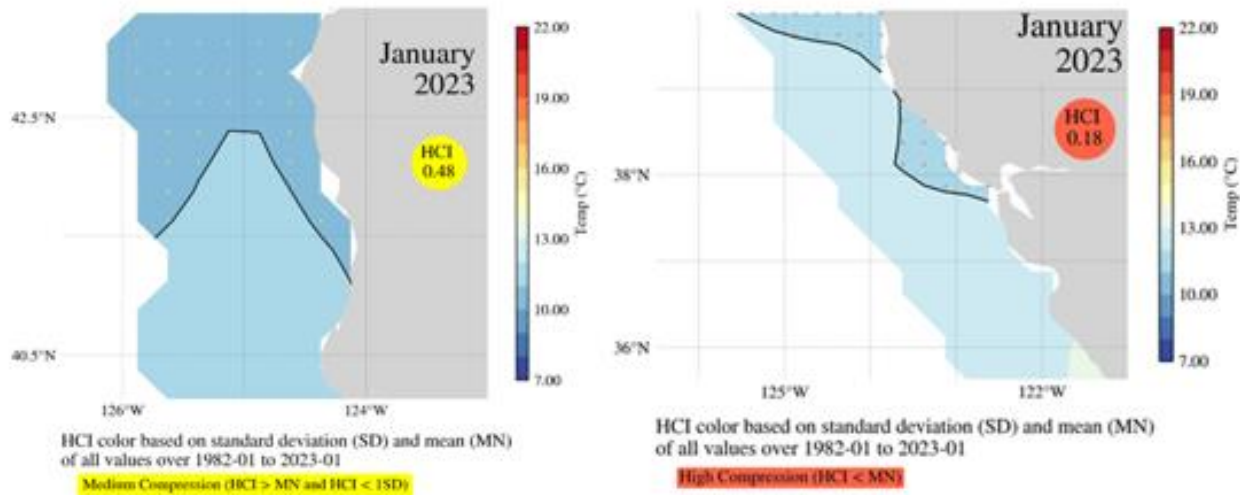 January
2023
42.5°N
HCI
0.48
40.5°N
126°W
124°W
22.00
19.00
16.00
13.00
10.00
7.00
Temp (°C)
HCI color based on standard deviation (SD) and mean (MN)
of all values over 1982-01 to 2023-01
Medium Compression (HCI > MN and HCI < 1SD)
January
2023
HCI
0.18
38°N
36°N
125°W
122°W
22.00
19.00
16.00
13.00
10.00
7.00
Temp (°C)
HCI color based on standard deviation (SD) and mean (MN)
of all values over 1982-01 to 2023-01
High Compression (HCI < MN)